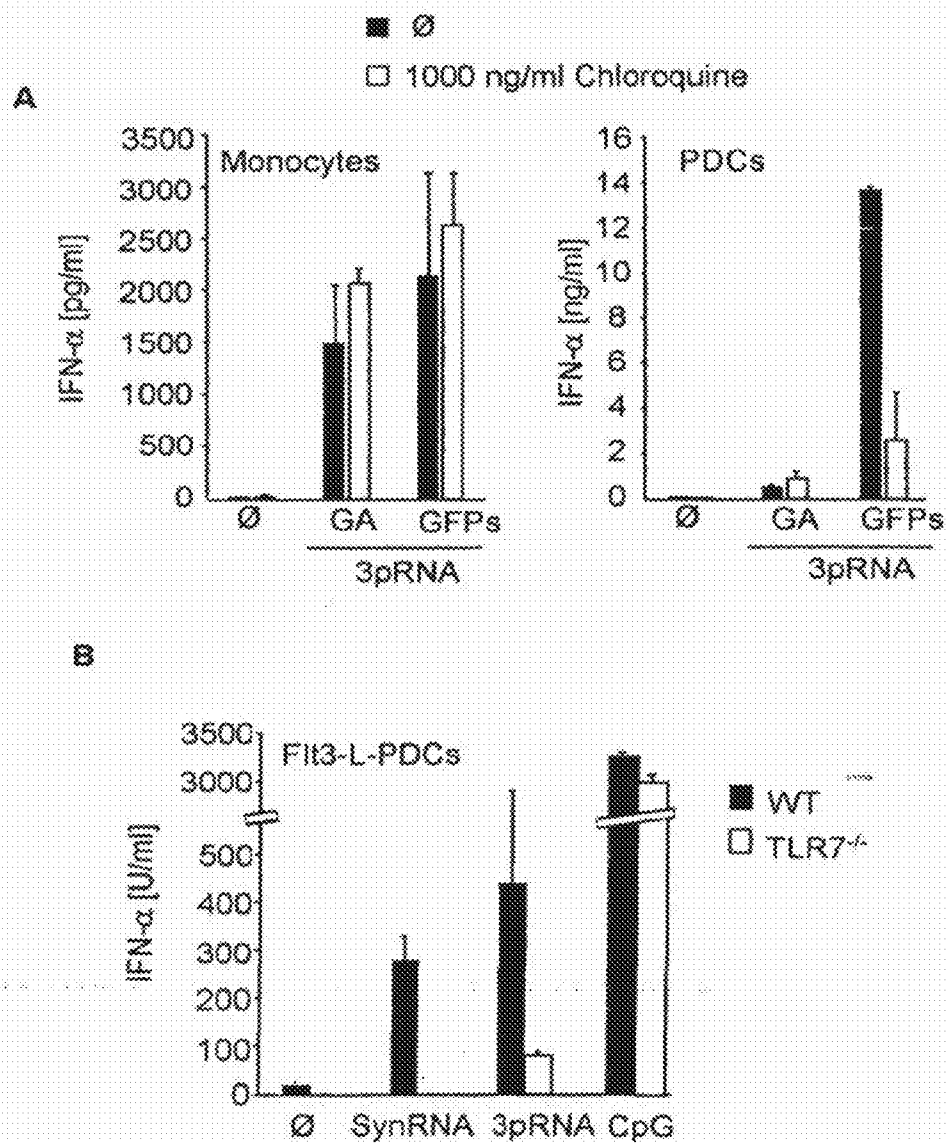 Ø
1000 ng/ml Chloroquine
A
Monocytes
IFN-α [pg/ml]
3500
3000
2500
2000
1500
1000
500
0
Ø GA GFPs
3pRNA
PDCs
IFN-α [ng/ml]
16
14
12
10
8
6
4
2
0
Ø GA GFPs
3pRNA
B
Flt3-L-PDCs
IFN-α [U/ml]
3500
3000
500
400
300
200
100
0
Ø SynRNA 3pRNA CpG
WT
TLR7-/-